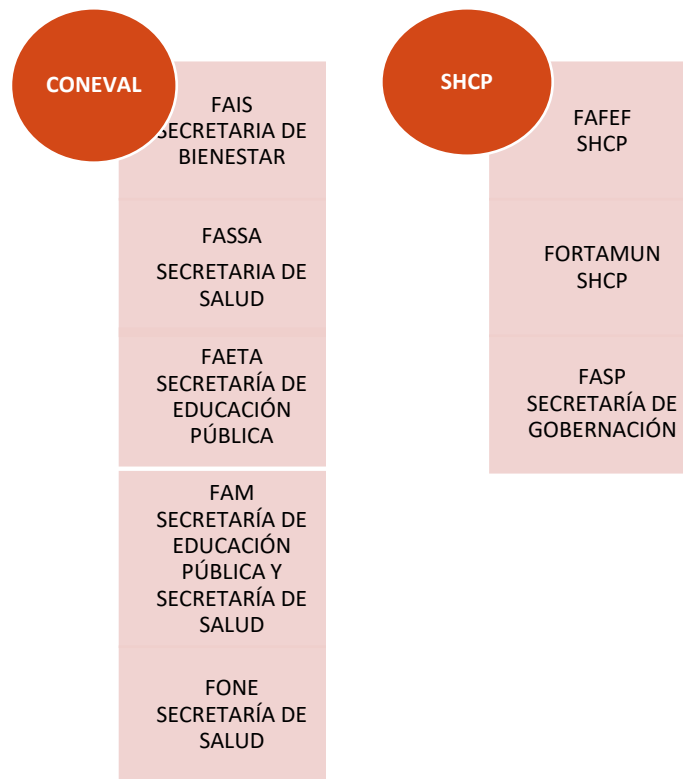 CONEVAL
FAIS
SECRETARIA DE
BIENESTAR
FASSA
SECRETARIA DE
SALUD
FAETA
SECRETARÍA DE
EDUCACIÓN
PÚBLICA
FAM
SECRETARÍA DE
EDUCACIÓN
PÚBLICA Y
SECRETARÍA DE
SALUD
FONE
SECRETARÍA DE
SALUD
SHCP
FAFEF
SHCP
FORTAMUN
SHCP
FASP
SECRETARÍA DE
GOBERNACIÓN